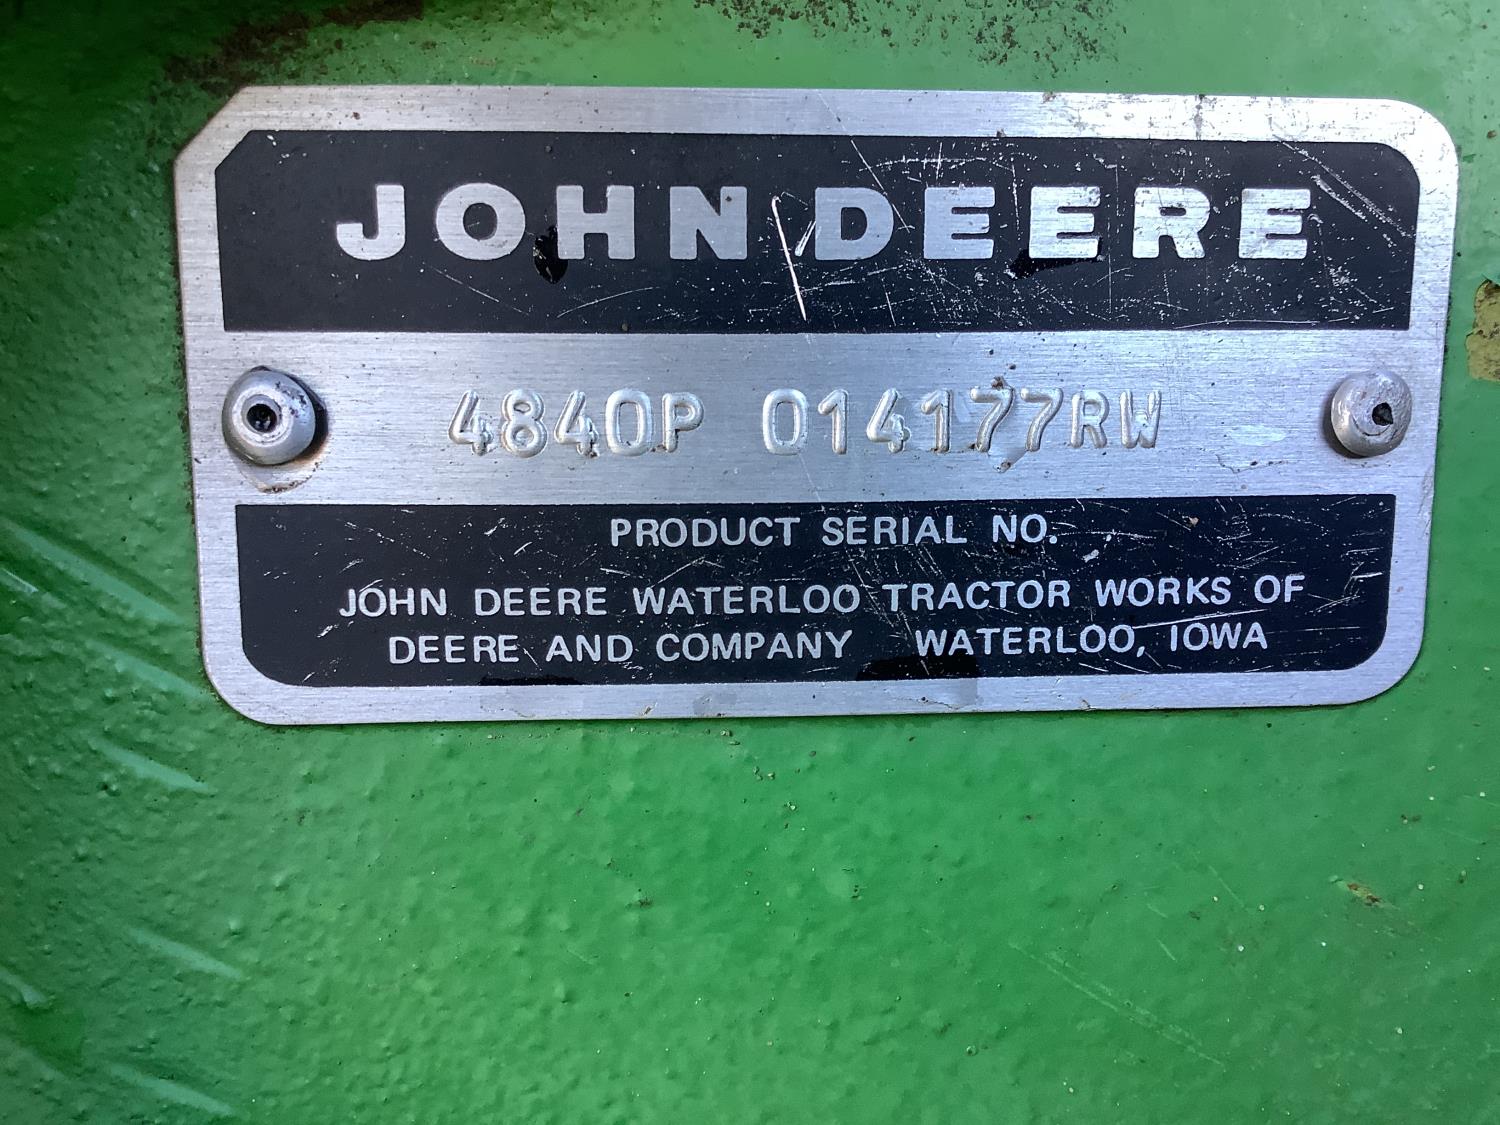 JOHN DEERE
4840P 014177RW
PRODUCT SERIAL NO.
JOHN DEERE WATERLOO TRACTOR WORKS OF
DEERE AND COMPANY WATERLOO, IOWA